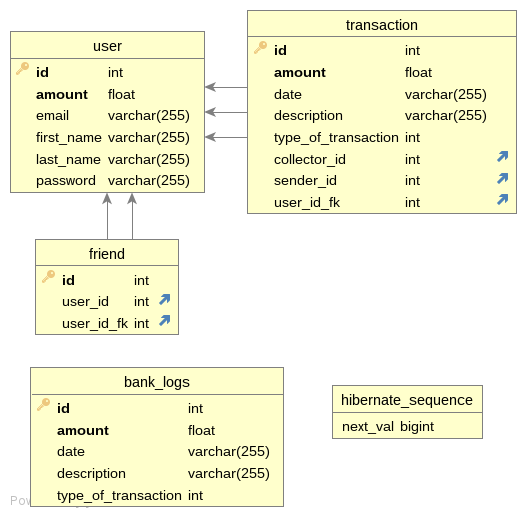 user
id int
amount float
email varchar(255)
first_name varchar(255)
last_name varchar(255)
password varchar(255)
transaction
id int
amount float
date varchar(255)
description varchar(255)
type_of_transaction int
collector_id int
sender_id int
user_id_fk int
friend
id int
user_id int
user_id_fk int
bank_logs
id int
amount float
date varchar(255)
description varchar(255)
type_of_transaction int
hibernate_sequence
next_val bigint